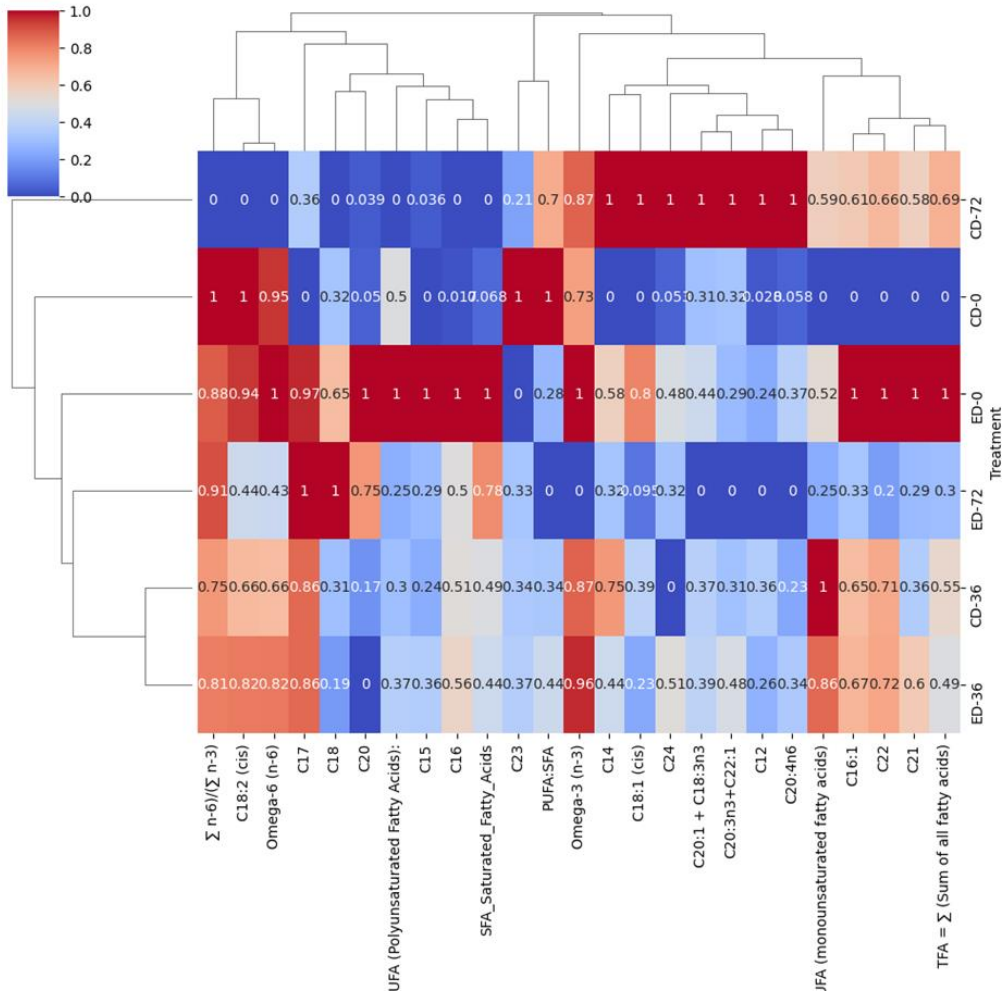 1.0
0.8
0.6
0.4
0.2
0.0
0 0 0 0.36 0 0.039 0 0.036 0 0 0.21 0.7 0.87 1 1 1 1 1 1 1 0.59 0.61 0.66 0.58 0.69
1 1 0.95 0 0.32 0.05 0.5 0 0.017 0.068 1 1 0.73 0 0 0.053 0.31 0.32 0.028 0.058 0 0 0 0 0
0.88 0.94 1 0.97 0.65 1 1 1 1 1 0 0.28 1 0.58 0.8 0.48 0.44 0.29 0.24 0.37 0.52 1 1 1 1
0.91 0.44 0.43 1 1 0.75 0.25 0.29 0.5 0.78 0.33 0 0 0.32 0.095 0.32 0 0 0 0 0.25 0.33 0.2 0.29 0.3
0.75 0.66 0.66 0.86 0.31 0.17 0.3 0.24 0.51 0.49 0.34 0.34 0.87 0.75 0.39 0 0.37 0.31 0.36 0.23 1 0.65 0.71 0.36 0.55
0.81 0.82 0.82 0.86 0.19 0 0.37 0.36 0.56 0.44 0.37 0.44 0.96 0.44 0.23 0.51 0.39 0.48 0.26 0.34 0.86 0.67 0.72 0.6 0.49
CD-72
CD-0
ED-0
ED-72
CD-36
ED-36
Treatment
∑ n-6)/(∑ n-3)
C18:2 (cis)
Omega-6 (n-6)
C17
C18
C20
UFA (Polyunsaturated Fatty Acids):
C15
C16
SFA_Saturated_Fatty_Acids
C23
PUFA:SFA
Omega-3 (n-3)
C14
C18:1 (cis)
C24
C20:1 + C18:3n3
C20:3n3+C22:1
C12
C20:4n6
UFA (monounsaturated fatty acids)
C16:1
C22
C21
TFA = ∑ (Sum of all fatty acids)